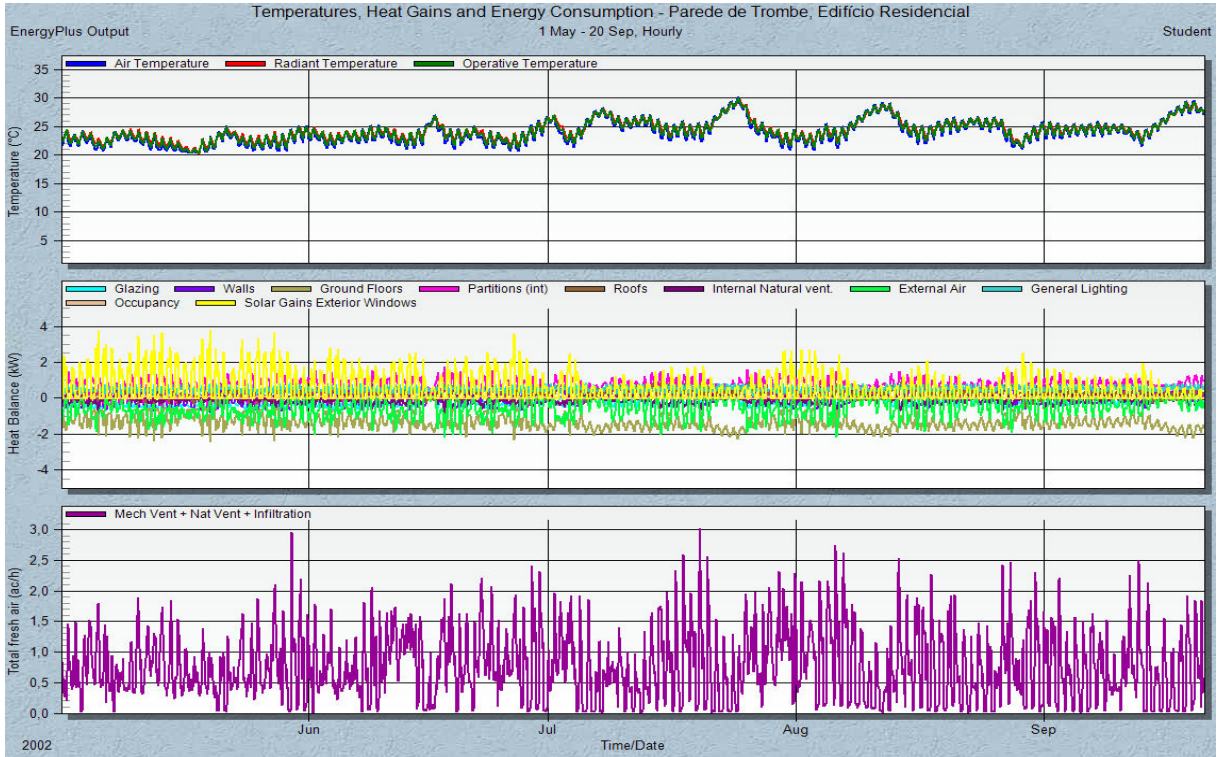 Temperatures, Heat Gains and Energy Consumption - Parede de Trombe, Edifício Residencial
EnergyPlus Output 1 May - 20 Sep, Hourly Student
Air Temperature Radiant Temperature Operative Temperature
35
30
25
20
15
10
5
Temperature (°C)
Glazing Walls Ground Floors Partitions (int) Roofs Internal Natural vent. External Air General Lighting
Occupancy Solar Gains Exterior Windows
4
2
0
-2
-4
Heat Balance (kW)
Mech Vent + Nat Vent + Infiltration
3,0
2,5
2,0
1,5
1,0
0,5
0,0
Total fresh air (ac/h)
Jun Jul Aug Sep
2002 Time/Date